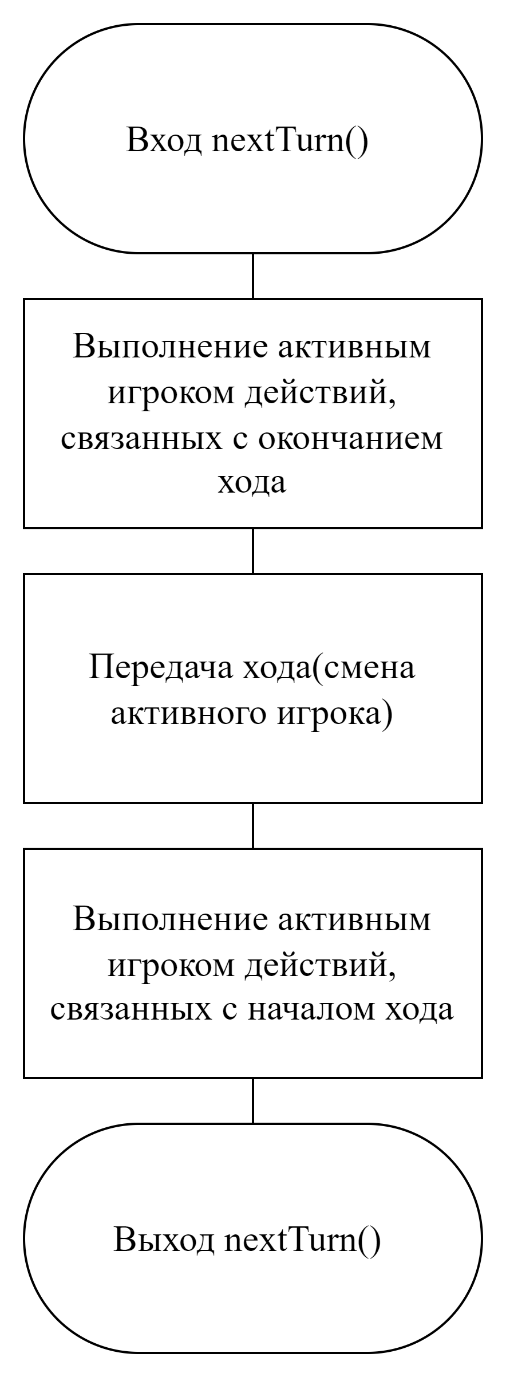 Вход nextTurn()
Выполнение активным
игроком действий,
связанных с окончанием
хода
Передача хода(смена
активного игрока)
Выполнение активным
игроком действий,
связанных с началом хода
Выход nextTurn()